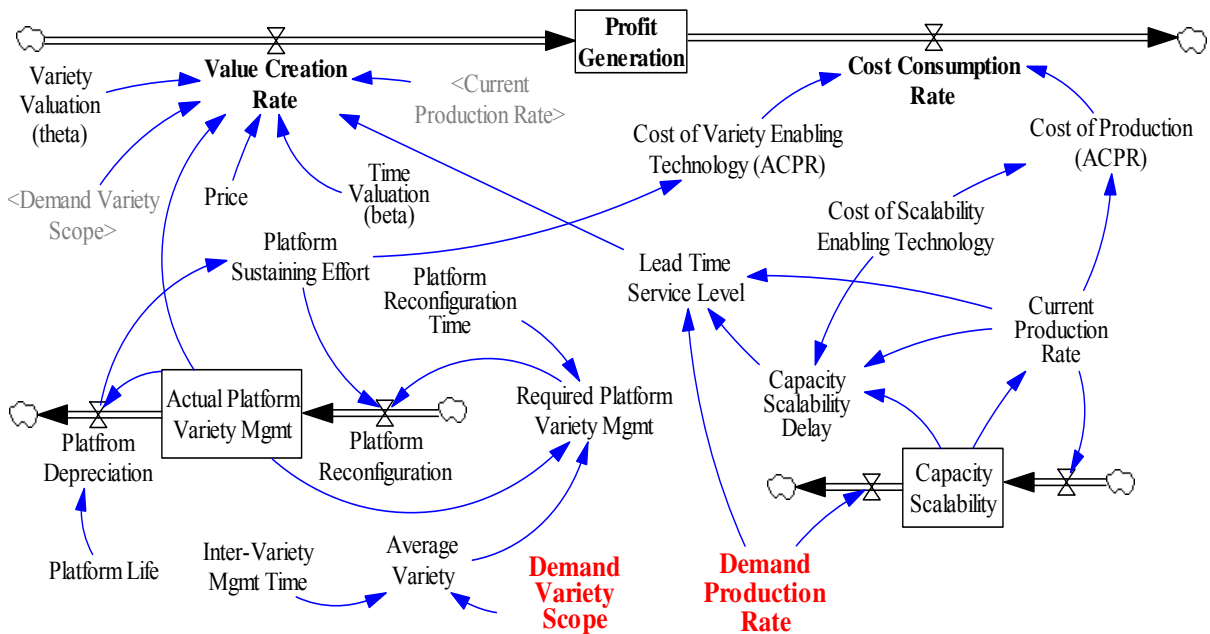 Profit
Generation
Value Creation
Rate
Cost Consumption
Rate
Variety
Valuation
(theta)
<Current
Production Rate>
Cost of Variety Enabling
Technology (ACPR)
Cost of Production
(ACPR)
<Demand Variety
Scope>
Price
Time
Valuation
(beta)
Cost of Scalability
Enabling Technology
Platform
Sustaining Effort
Platform
Reconfiguration
Time
Lead Time
Service Level
Current
Production
Rate
Actual Platform
Variety Mgmt
Required Platform
Variety Mgmt
Capacity
Scalability
Delay
Platfrom
Depreciation
Platform
Reconfiguration
Capacity
Scalability
Platform Life
Inter-Variety
Mgmt Time
Average
Variety
Demand
Variety
Scope
Demand
Production
Rate